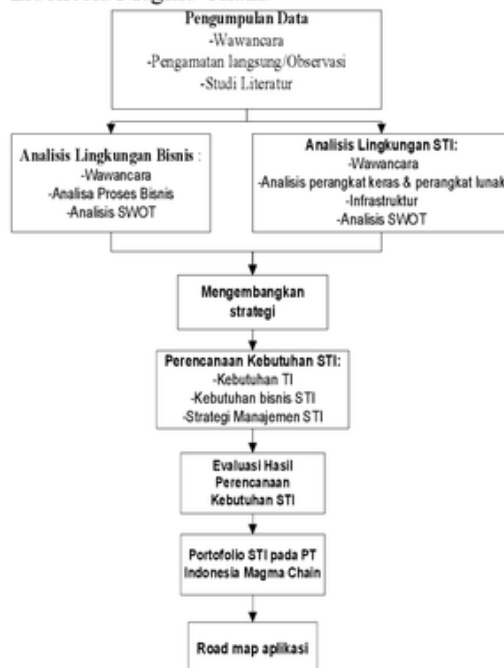 Pengumpulan Data
-Wawancara
-Pengamatan langsung/Observasi
-Studi Literatur
Analisis Lingkungan Bisnis :
-Wawancara
-Analisa Proses Bisnis
-Analisis SWOT
Analisis Lingkungan STI:
-Wawancara
-Analisis perangkat keras & perangkat lunak
-Infrastruktur
-Analisis SWOT
Mengembangkan
strategi
Perencanaan Kebutuhan STI:
-Kebutuhan TI
-Kebutuhan bisnis STI
-Strategi Manajemen STI
Evaluasi Hasil
Perencanaan
Kebutuhan STI
Portofolio STI pada PT
Indonesia Magma Chain
Road map aplikasi